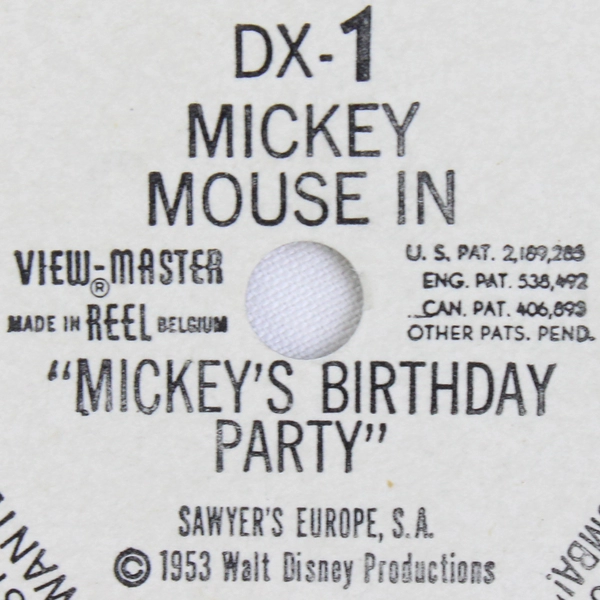 DX-1
MICKEY
MOUSE IN
VIEW-MASTER®
MADE IN REEL BELGIUM
U. S. PAT. 2,189,285
ENG. PAT. 538,492
CAN. PAT. 406,893
OTHER PATS. PEND.
"MICKEY'S BIRTHDAY
PARTY"
SAWYER'S EUROPE, S.A.
© 1953 Walt Disney Productions